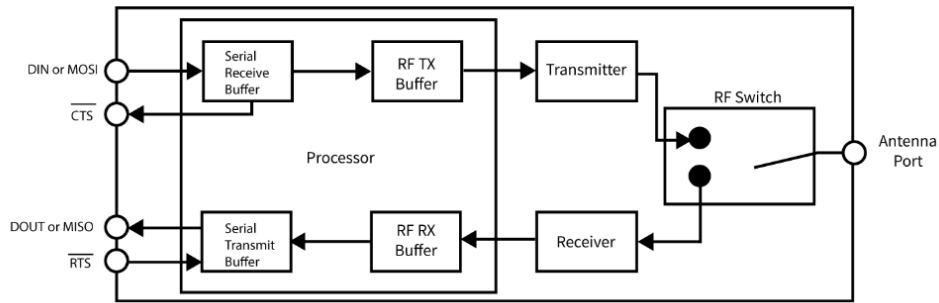 DIN or MOSI
Serial
Receive
Buffer
RF TX
Buffer
Transmitter
RF Switch
CTS
Antenna
Port
Processor
DOUT or MISO
Serial
Transmit
Buffer
RF RX
Buffer
Receiver
RTS